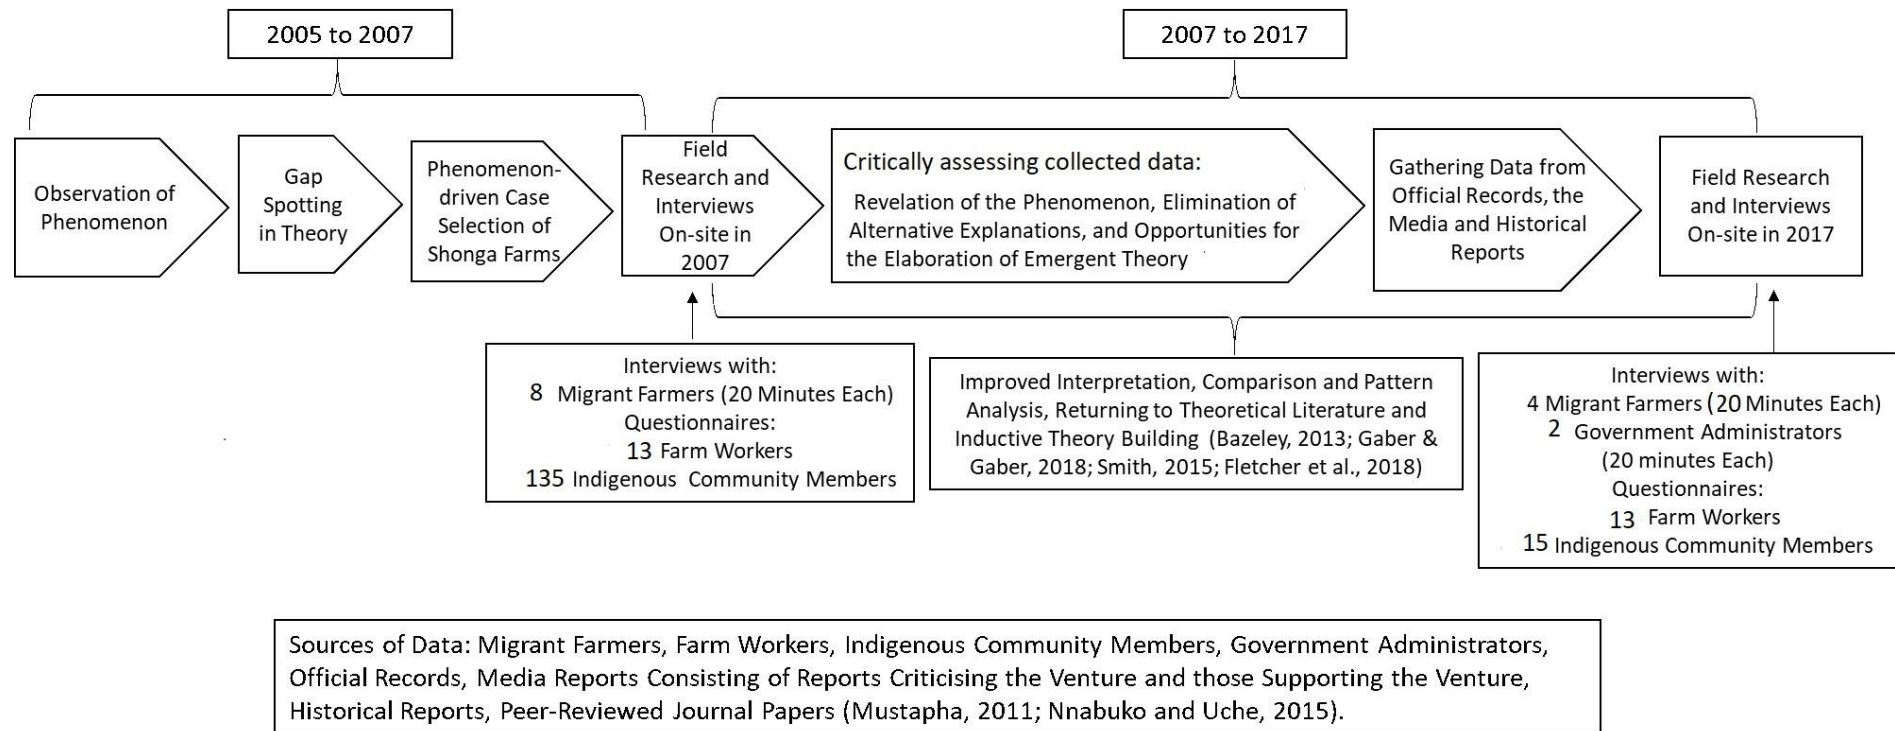 2005 to 2007
2007 to 2017
Observation of
Phenomenon
Gap
Spotting
in Theory
Phenomenon-
driven Case
Selection of
Shonga Farms
Field
Research and
Interviews
On-site in
2007
Critically assessing collected data:
Revelation of the Phenomenon, Elimination of
Alternative Explanations, and Opportunities for
the Elaboration of Emergent Theory
Gathering Data from
Official Records, the
Media and Historical
Reports
Field Research
and Interviews
On-site in 2017
Interviews with:
8 Migrant Farmers (20 Minutes Each)
Questionnaires:
13 Farm Workers
135 Indigenous Community Members
Improved Interpretation, Comparison and Pattern
Analysis, Returning to Theoretical Literature and
Inductive Theory Building (Bazeley, 2013; Gaber &
Gaber, 2018; Smith, 2015; Fletcher et al., 2018)
Interviews with:
4 Migrant Farmers (20 Minutes Each)
2 Government Administrators
(20 minutes Each)
Questionnaires:
13 Farm Workers
15 Indigenous Community Members
Sources of Data: Migrant Farmers, Farm Workers, Indigenous Community Members, Government Administrators,
Official Records, Media Reports Consisting of Reports Criticising the Venture and those Supporting the Venture,
Historical Reports, Peer-Reviewed Journal Papers (Mustapha, 2011; Nnabuko and Uche, 2015).